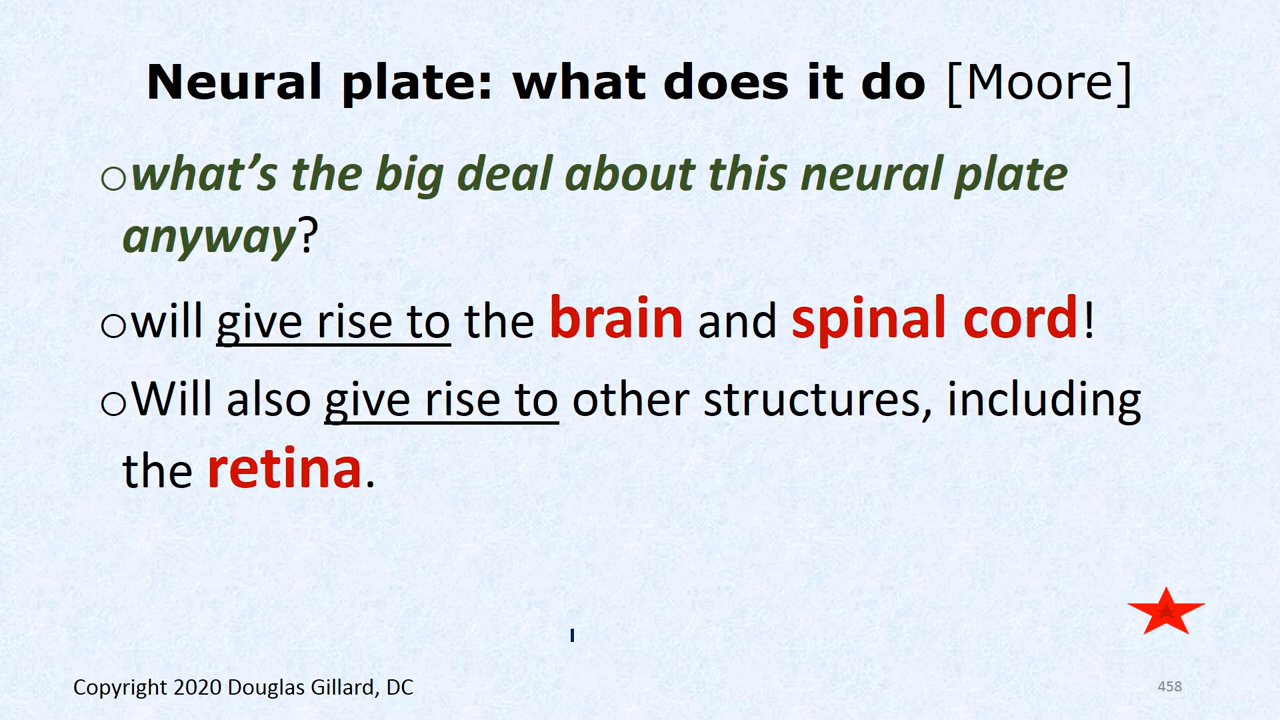 Neural plate: what does it do [Moore]
○what’s the big deal about this neural plate
anyway?
○will give rise to the brain and spinal cord!
○Will also give rise to other structures, including
the retina.
Copyright 2020 Douglas Gillard, DC
458